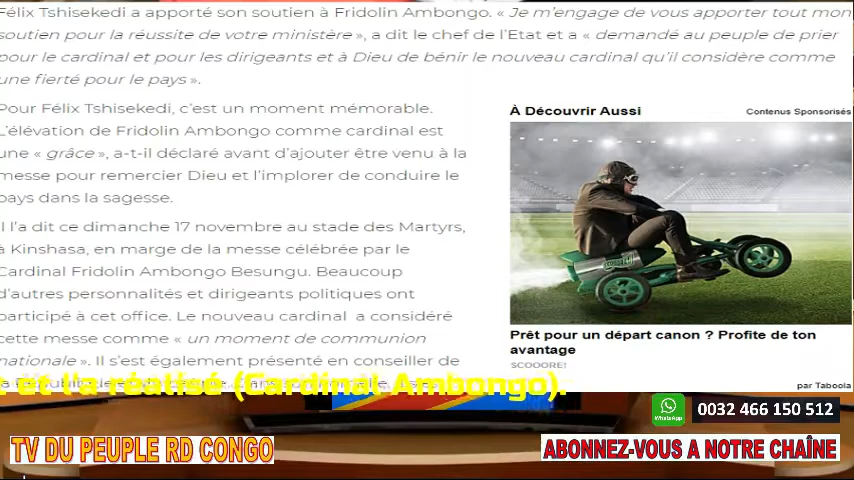 Félix Tshisekedi a apporté son soutien à Fridolin Ambongo. « Je m'engage de vous apporter tout mon
soutien pour la réussite de votre ministère », a dit le chef de l'Etat et a « demandé au peuple de prier
pour le cardinal et pour les dirigeants et à Dieu de bénir le nouveau cardinal qu'il considère comme
une fierté pour le pays ».
Pour Félix Tshisekedi, c'est un moment mémorable.
L'élévation de Fridolin Ambongo comme cardinal est
une « grâce », a-t-il déclaré avant d'ajouter être venu à la
messe pour remercier Dieu et l'implorer de conduire le
pays dans la sagesse.
Il l'a dit ce dimanche 17 novembre au stade des Martyrs,
à Kinshasa, en marge de la messe célébrée par le
Cardinal Fridolin Ambongo Besungu. Beaucoup
d'autres personnalités et dirigeants politiques ont
participé à cet office. Le nouveau cardinal a considéré
cette messe comme « un moment de communion
nationale ». Il s'est également présenté en conseiller de
À Découvrir Aussi
Contenus Sponsorisés
Prêt pour un départ canon ? Profite de ton
avantage
SCOOORE!
par Taboola
et l'a réalisé (Cardinal Ambongo).
WhatsApp
0032 466 150 512
TV DU PEUPLE RD CONGO
ABONNEZ-VOUS A NOTRE CHAÎNE